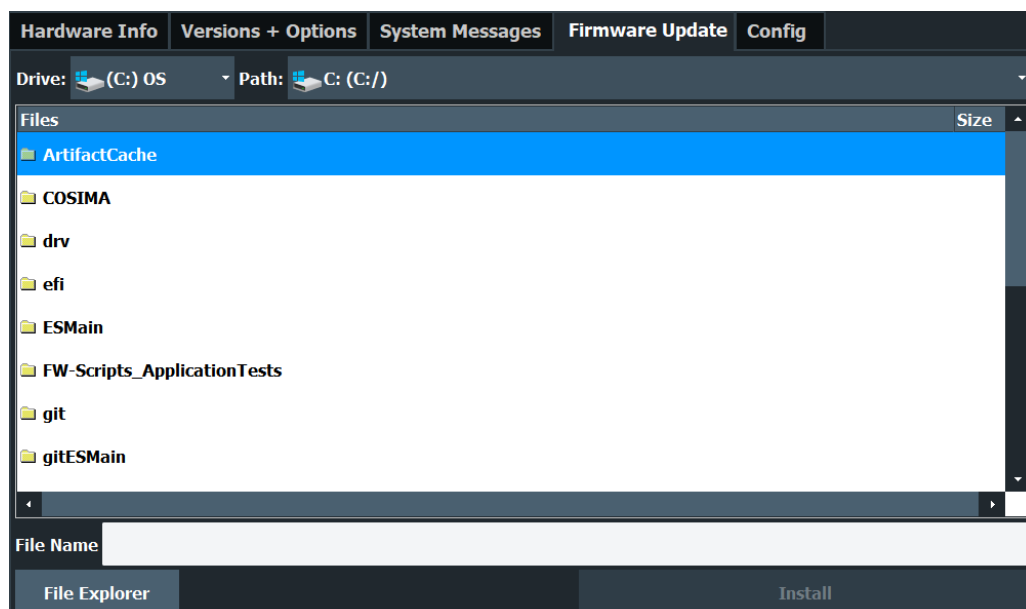 Hardware Info Versions + Options System Messages Firmware Update Config
Drive: (C:) OS Path: C: (C:/)
Files Size
ArtifactCache
COSIMA
drv
efi
ESMain
FW-Scripts_ApplicationTests
git
gitESMain
File Name
File Explorer Install